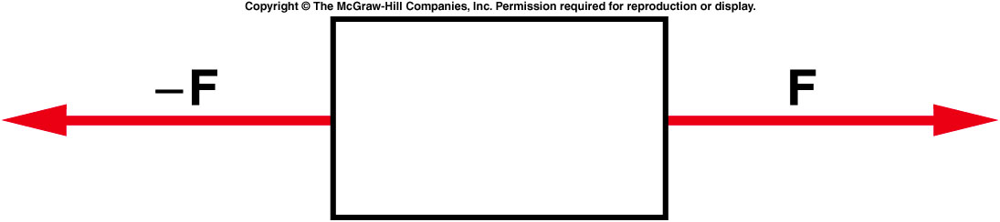 Copyright © The McGraw-Hill Companies, Inc. Permission required for reproduction or display.
−F
F